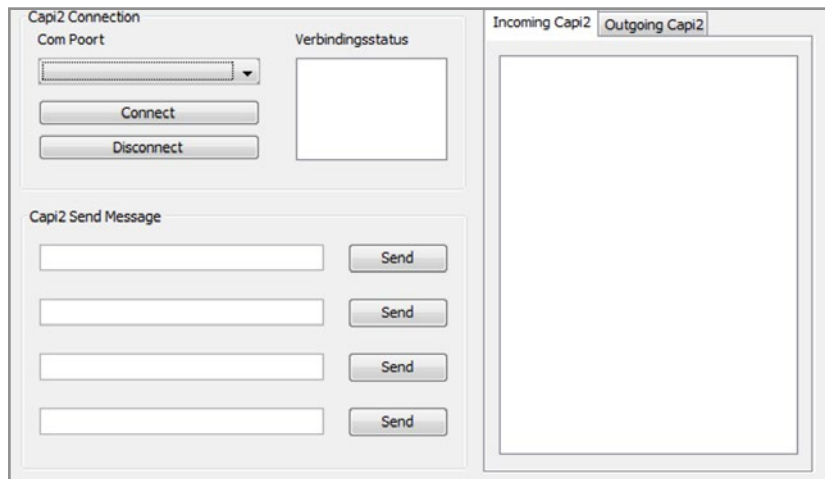 Capi2 Connection
Com Poort
Verbindingsstatus
Connect
Disconnect
Capi2 Send Message
Send
Send
Send
Send
Incoming Capi2
Outgoing Capi2